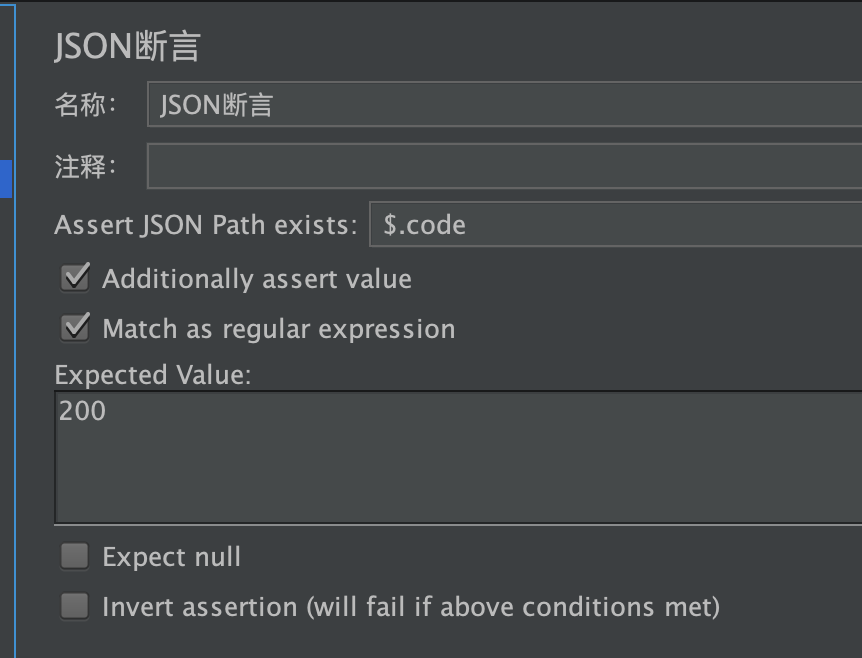 JSON断言
名称： JSON断言
注释：
Assert JSON Path exists: $.code
Additionally assert value
Match as regular expression
Expected Value:
200
Expect null
Invert assertion (will fail if above conditions met)